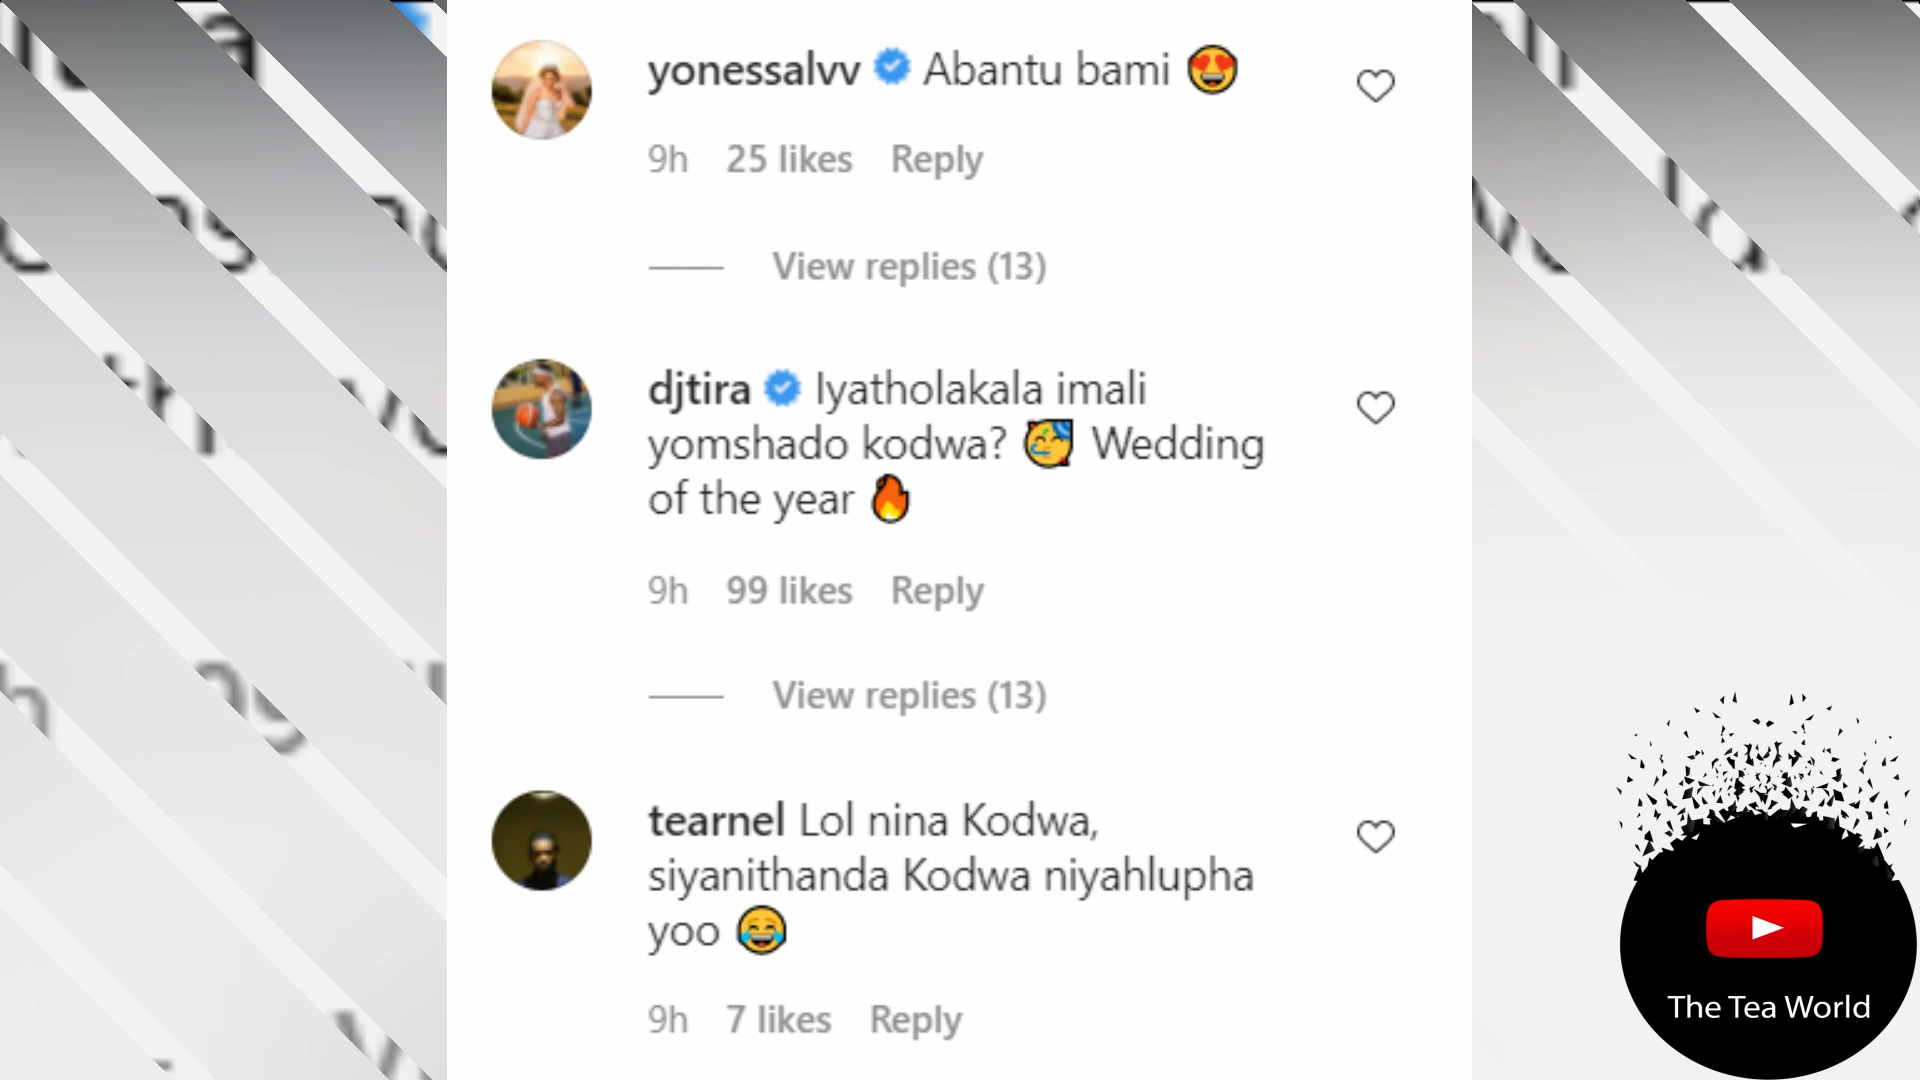 yonessalvv Abantu bami 😍
9h 25 likes Reply
View replies (13)
djtira Iyatholakala imali
yomshado kodwa? 🥳 Wedding
of the year 🔥
9h 99 likes Reply
View replies (13)
tearnel Lol nina Kodwa,
siyanithanda Kodwa niyahlupha
yoo 😂
9h 7 likes Reply
The Tea World